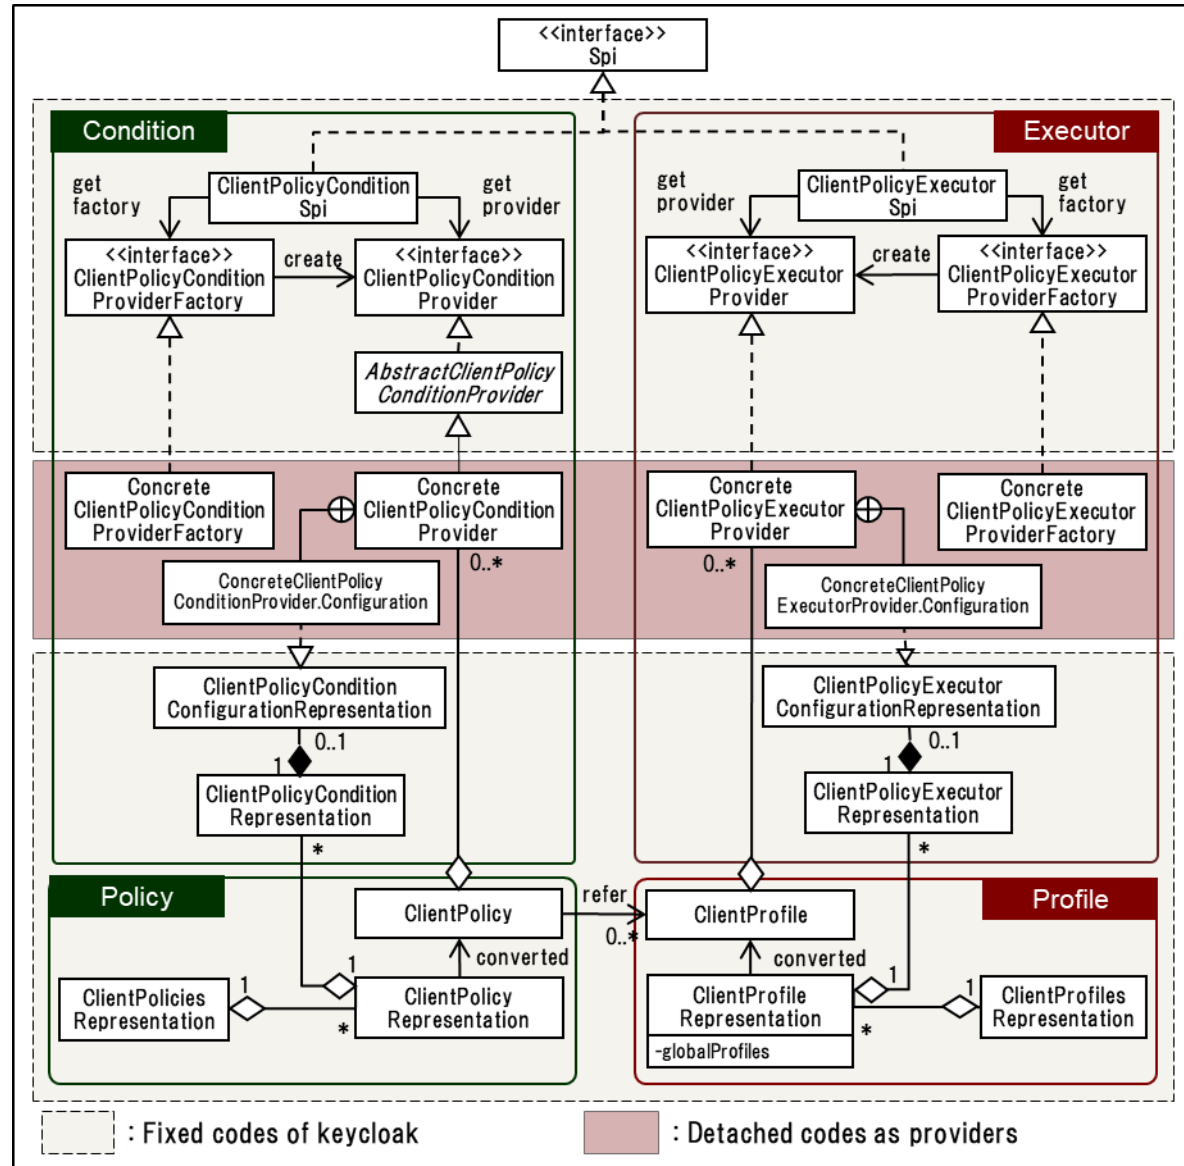 <<interface>>
Spi
Condition
Executor
get
factory
ClientPolicyCondition
Spi
get
provider
get
provider
ClientPolicyExecutor
Spi
get
factory
<<interface>>
ClientPolicyCondition
ProviderFactory
create
<<interface>>
ClientPolicyCondition
Provider
<<interface>>
ClientPolicyExecutor
Provider
create
<<interface>>
ClientPolicyExecutor
ProviderFactory
AbstractClientPolicy
ConditionProvider
Concrete
ClientPolicyCondition
ProviderFactory
Concrete
ClientPolicyCondition
Provider
0..*
Concrete
ClientPolicyExecutor
Provider
0..*
Concrete
ClientPolicyExecutor
ProviderFactory
ConcreteClientPolicy
ConditionProvider.Configuration
ConcreteClientPolicy
ExecutorProvider.Configuration
ClientPolicyCondition
ConfigurationRepresentation
0..1
1
ClientPolicyExecutor
ConfigurationRepresentation
0..1
1
ClientPolicyCondition
Representation
*
ClientPolicyExecutor
Representation
*
Policy
ClientPolicy
refer
0..*
ClientProfile
Profile
converted
converted
ClientPolicies
Representation
1
*
1
ClientPolicy
Representation
ClientProfile
Representation
-globalProfiles
1
*
1
ClientProfiles
Representation
: Fixed codes of keycloak
: Detached codes as providers